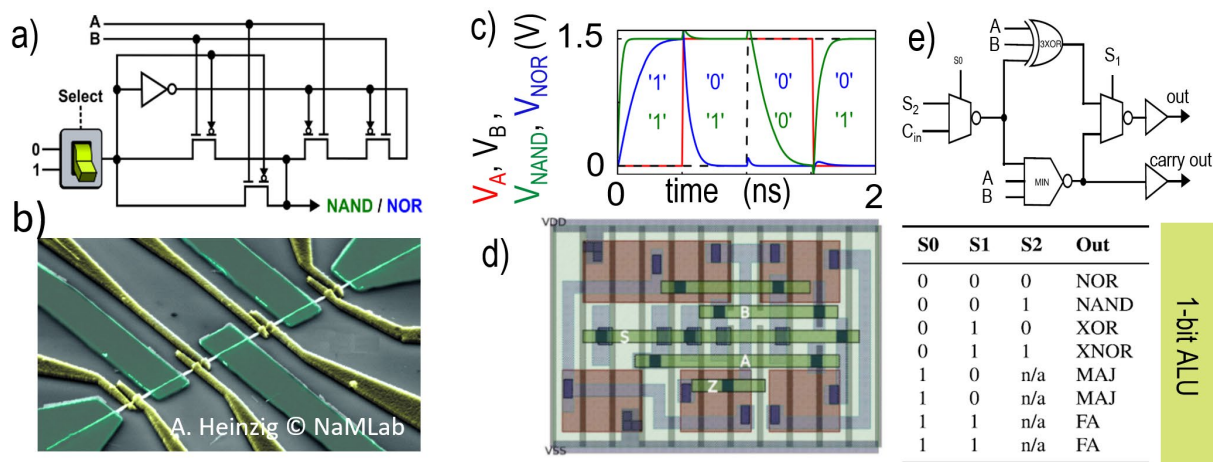 a)
A
B
Select
0
1
NAND / NOR
b)
A. Heinzig © NaMLab
c)
V_A, V_B,
V_NAND, V_NOR (V)
1.5
0
'1' '0' '0' '0'
'1' '1' '0' '1'
0 time (ns) 2
d)
VDD
B
S
A
Z
VSS
e)
A
B
3XOR
S0
S₁
S₂
C_in
out
A
B
MIN
carry out
S0 S1 S2 Out
0 0 0 NOR
0 0 1 NAND
0 1 0 XOR
0 1 1 XNOR
1 0 n/a MAJ
1 0 n/a MAJ
1 1 n/a FA
1 1 n/a FA
1-bit ALU